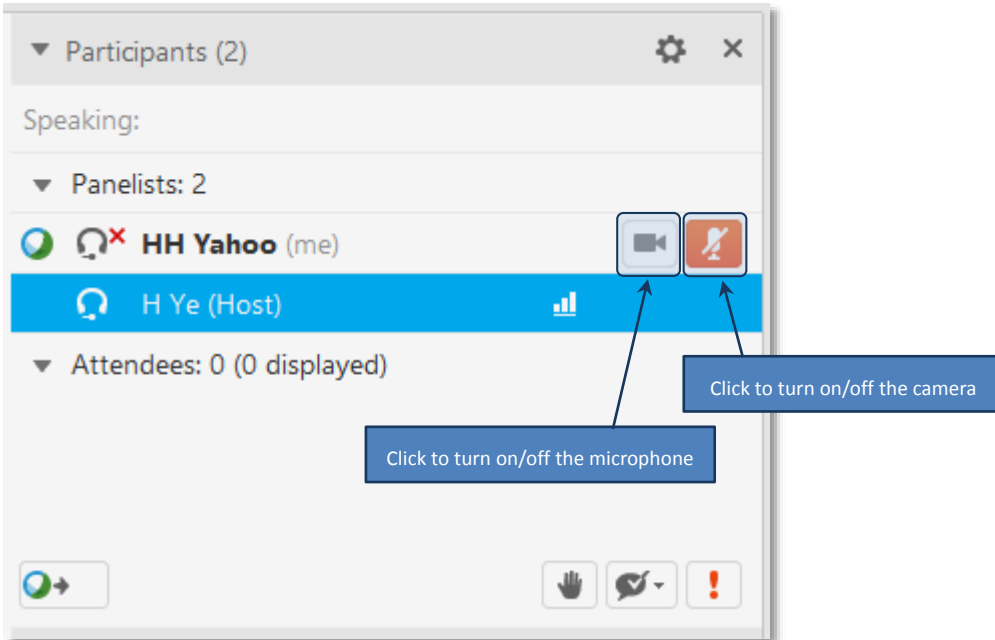 Participants (2)
Speaking:
Panelists: 2
HH Yahoo (me)
H Ye (Host)
Attendees: 0 (0 displayed)
Click to turn on/off the camera
Click to turn on/off the microphone